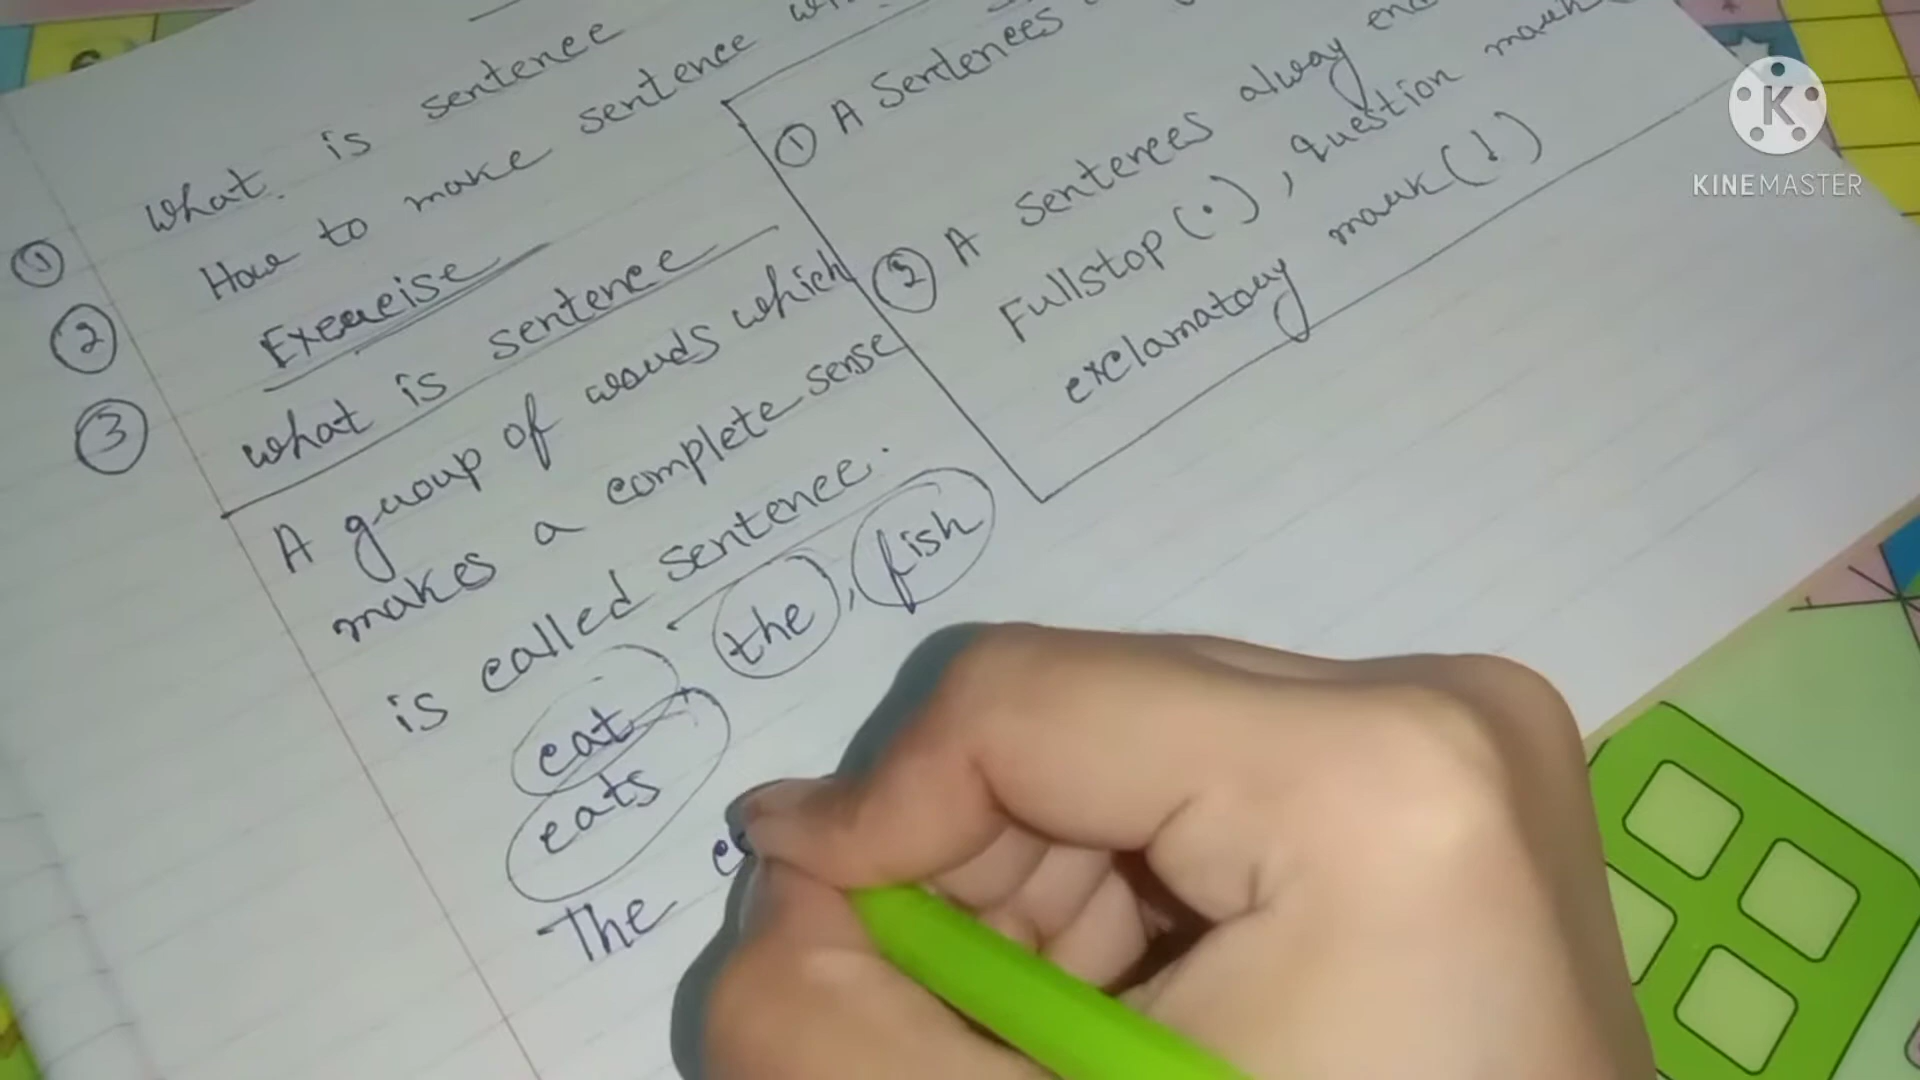 ① What is sentence
② How to make sentence
③ Exercise
what is sentence
A group of words which
makes a complete sense
is called sentence.
cat the, fish
eats
The
① A Sentences
② A sentences alway end
Fullstop (.), question mark
exclamatory mark (!)
KINEMASTER